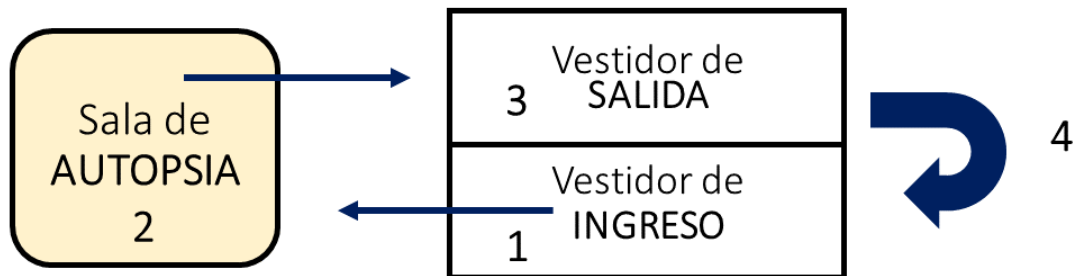 Sala de
AUTOPSIA
2
Vestidor de
SALIDA
3
Vestidor de
INGRESO
1
4